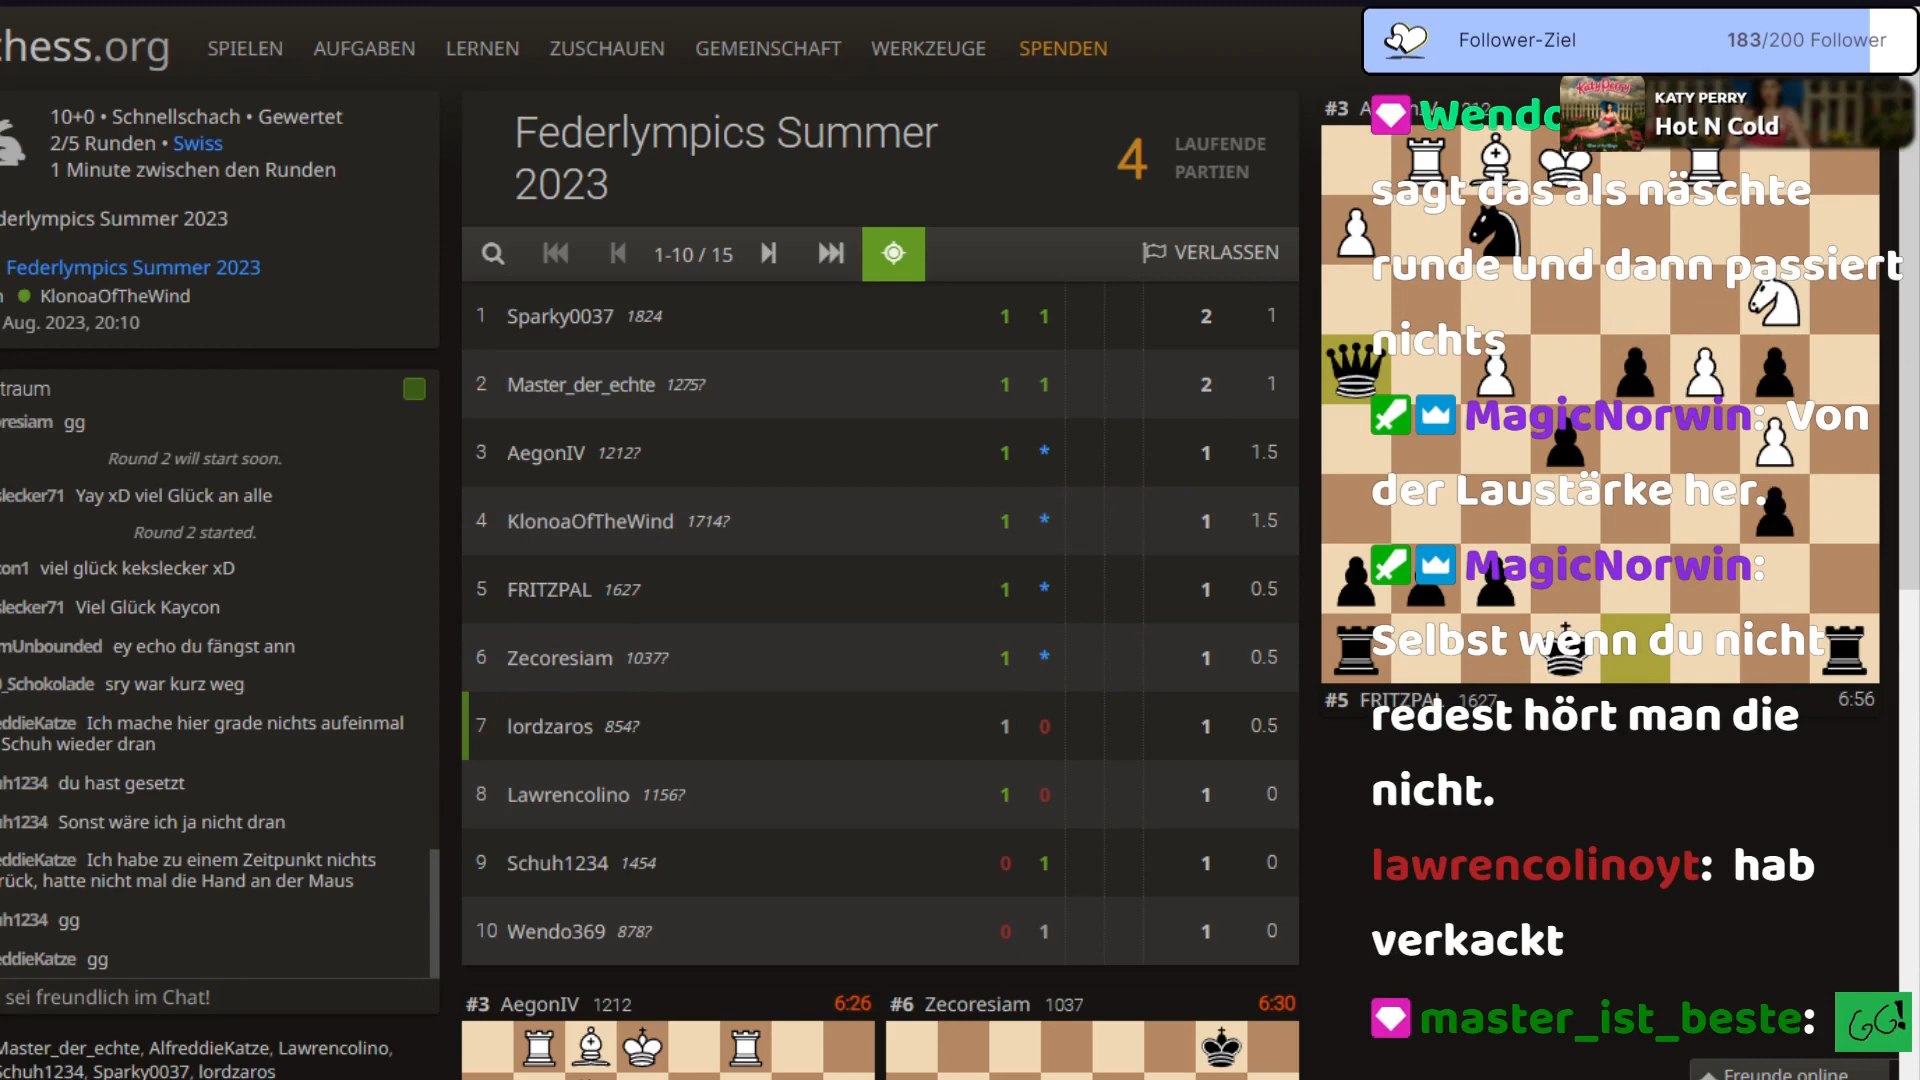 hess.org
SPIELEN AUFGABEN LERNEN ZUSCHAUEN GEMEINSCHAFT WERKZEUGE SPENDEN
Follower-Ziel 183/200 Follower
10+0 • Schnellschach • Gewertet
2/5 Runden • Swiss
1 Minute zwischen den Runden
derlympics Summer 2023
Federlympics Summer 2023
n KlonoaOfTheWind
Aug. 2023, 20:10
traum
resiam gg
Round 2 will start soon.
slecker71 Yay xD viel Glück an alle
Round 2 started.
con1 viel glück kekslecker xD
slecker71 Viel Glück Kaycon
mUnbounded ey echo du fängst ann
_Schokolade sry war kurz weg
eddieKatze Ich mache hier grade nichts aufeinmal
Schuh wieder dran
uh1234 du hast gesetzt
uh1234 Sonst wäre ich ja nicht dran
eddieKatze Ich habe zu einem Zeitpunkt nichts
rück, hatte nicht mal die Hand an der Maus
uh1234 gg
eddieKatze gg
sei freundlich im Chat!
Master_der_echte, AlfreddieKatze, Lawrencolino,
Schuh1234, Sparky0037, lordzaros
Federlympics Summer
2023
4 LAUFENDE
PARTIEN
1-10 / 15 VERLASSEN
1 Sparky0037 1824 1 1 2 1
2 Master_der_echte 1275? 1 1 2 1
3 AegonIV 1212? 1 * 1 1.5
4 KlonoaOfTheWind 1714? 1 * 1 1.5
5 FRITZPAL 1627 1 * 1 0.5
6 Zecoresiam 1037? 1 * 1 0.5
7 lordzaros 854? 1 0 1 0.5
8 Lawrencolino 1156? 1 0 1 0
9 Schuh1234 1454 0 1 1 0
10 Wendo369 878? 0 1 1 0
#3 AegonIV 1212 6:26
#6 Zecoresiam 1037 6:30
#3
KATY PERRY
Hot N Cold
Wendo
sagt das als näschte
runde und dann passiert
nichts
MagicNorwin: Von
der Laustärke her.
MagicNorwin:
Selbst wenn du nicht
#5 FRITZPAL 1627 6:56
redest hört man die
nicht.
lawrencolinoyt: hab
verkackt
master_ist_beste: GG!
Freunde online